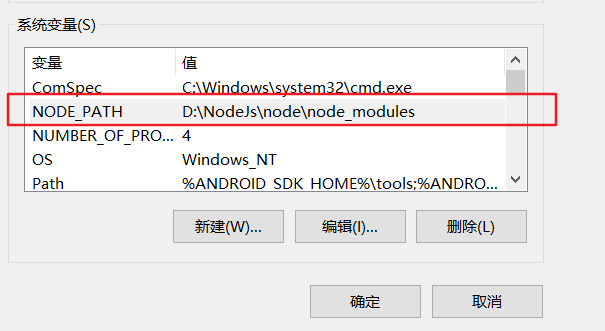 系统变量(S)
变量 值
ComSpec C:\Windows\system32\cmd.exe
NODE_PATH D:\NodeJs\node\node_modules
NUMBER_OF_PRO... 4
OS Windows_NT
Path %ANDROID_SDK_HOME%\tools;%ANDRO...
新建(W)... 编辑(I)... 删除(L)
确定 取消